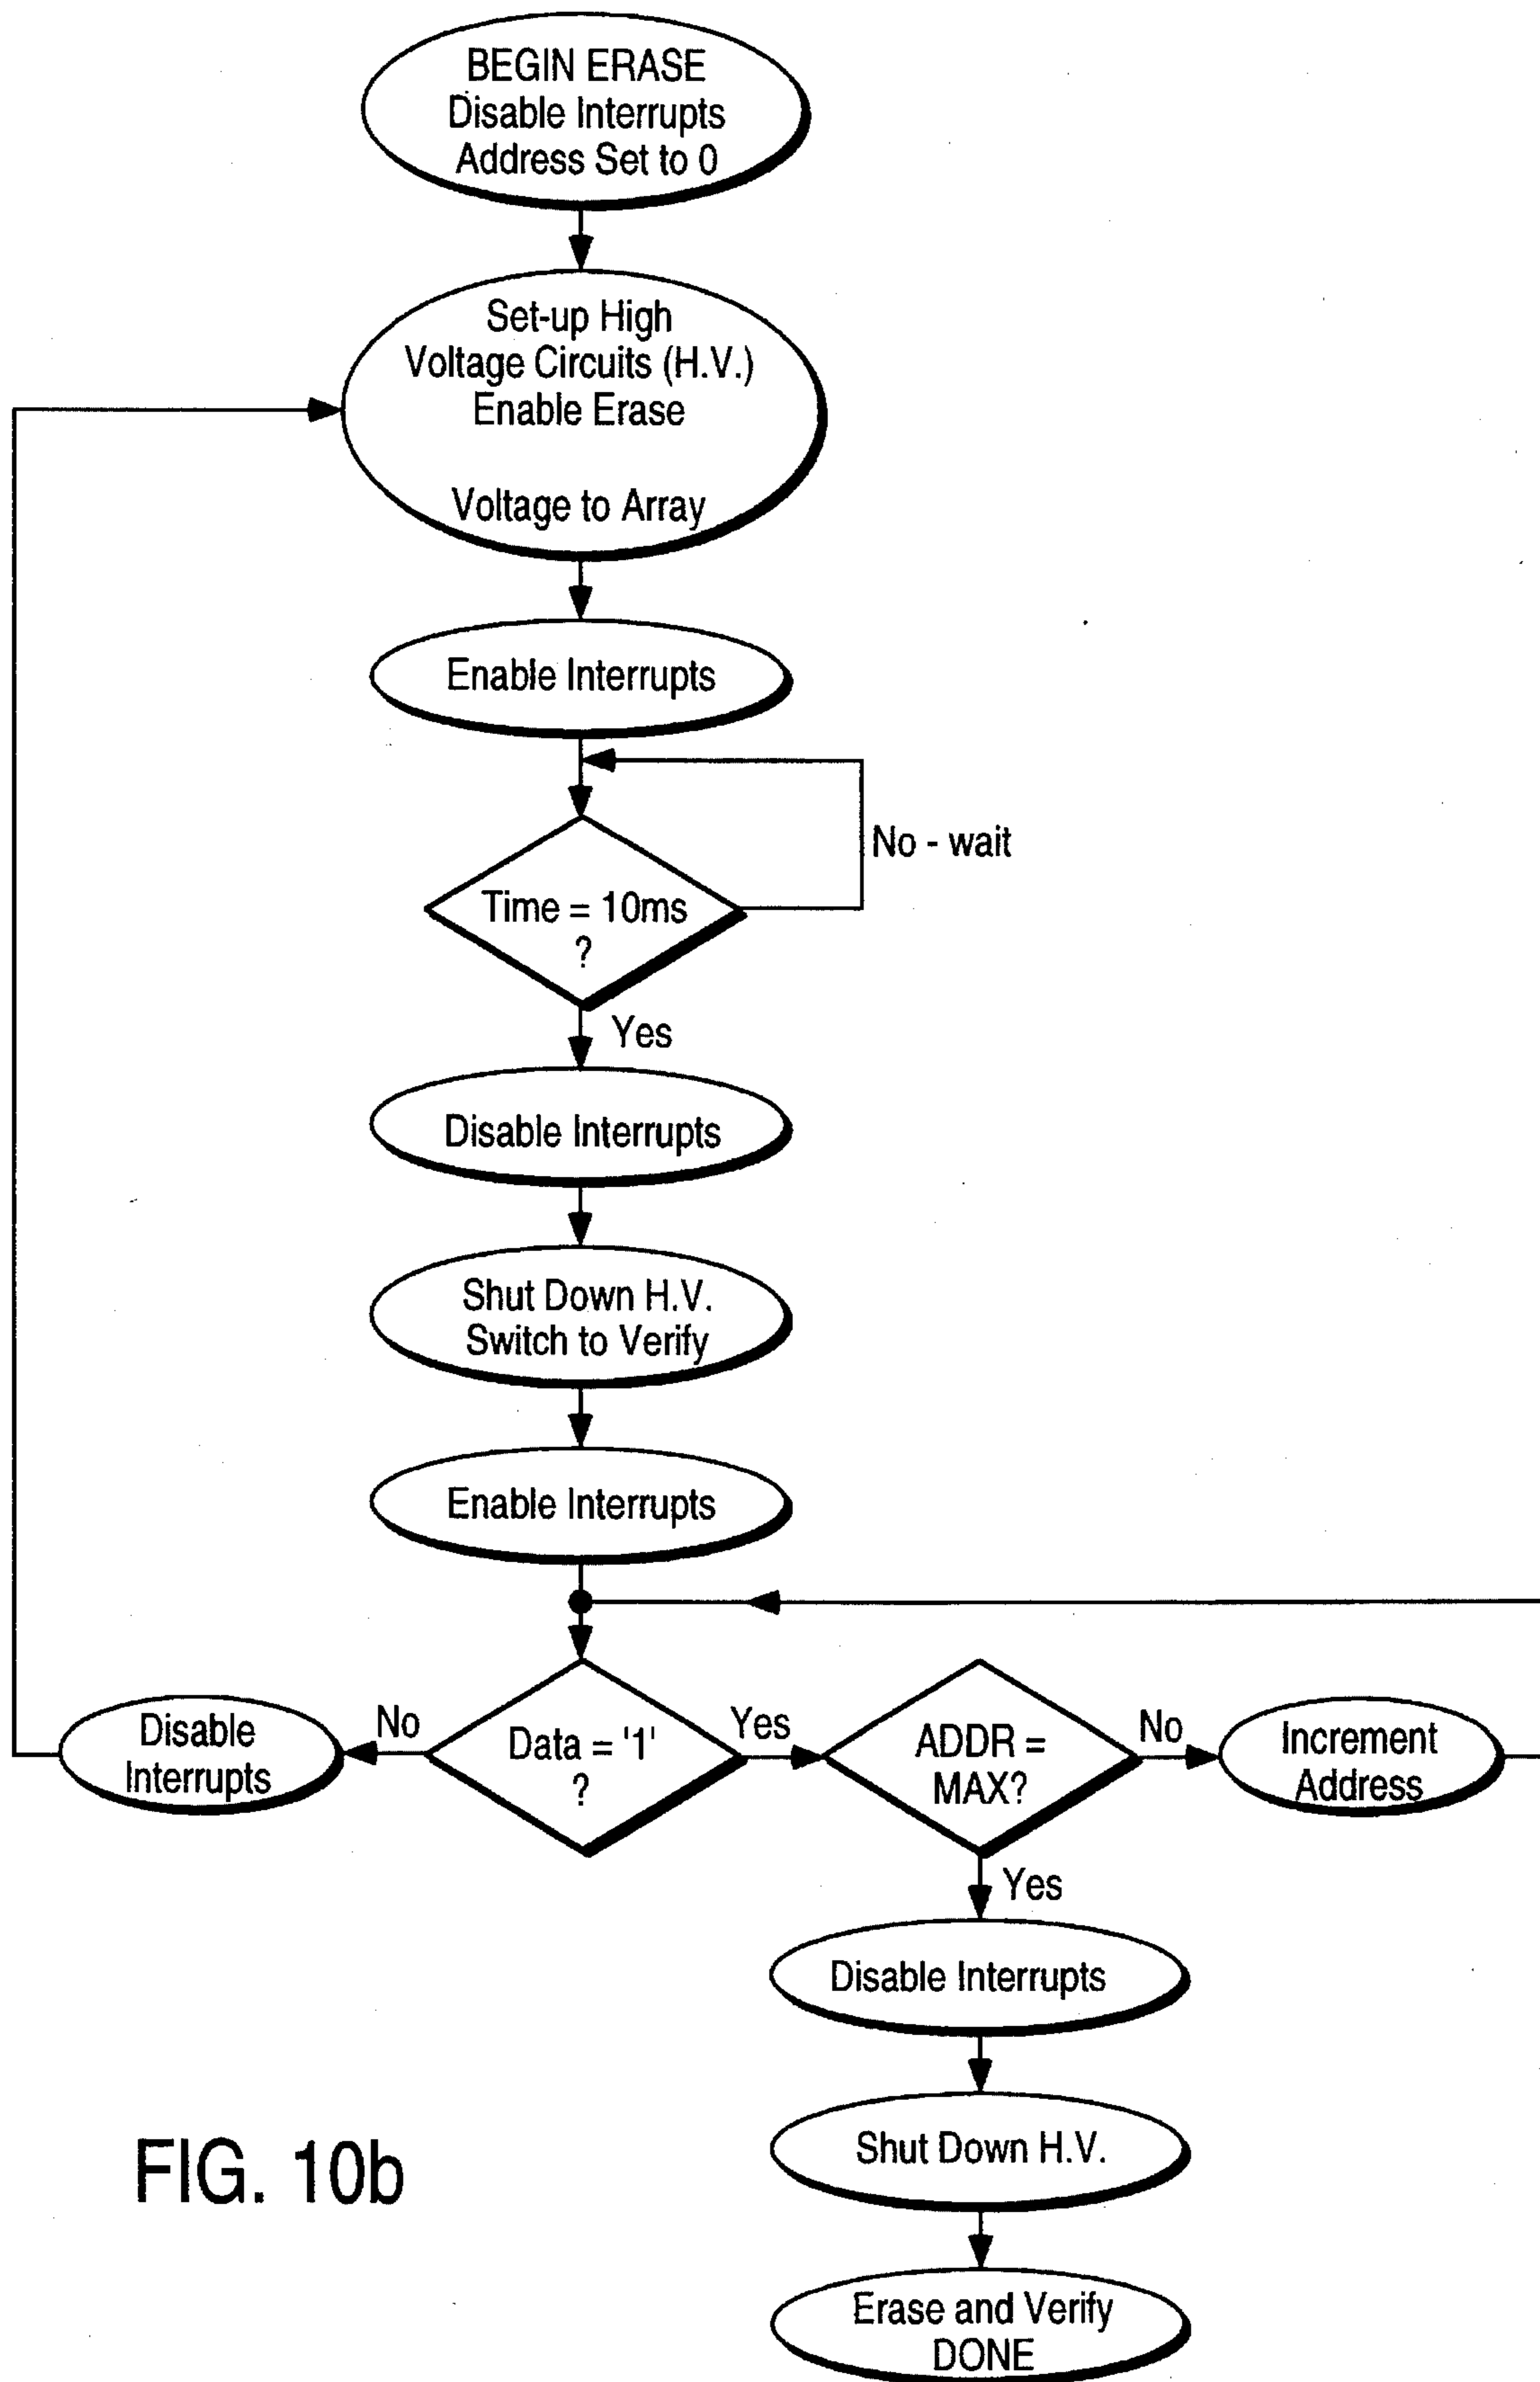 BEGIN ERASE
Disable Interrupts
Address Set to 0
Set-up High
Voltage Circuits (H.V.)
Enable Erase
Voltage to Array
Enable Interrupts
No - wait
Time = 10ms
?
Yes
Disable Interrupts
Shut Down H.V.
Switch to Verify
Enable Interrupts
Disable
Interrupts
No
Data = '1'
?
Yes
ADDR =
MAX?
No
Increment
Address
Yes
Disable Interrupts
Shut Down H.V.
Erase and Verify
DONE
FIG. 10b